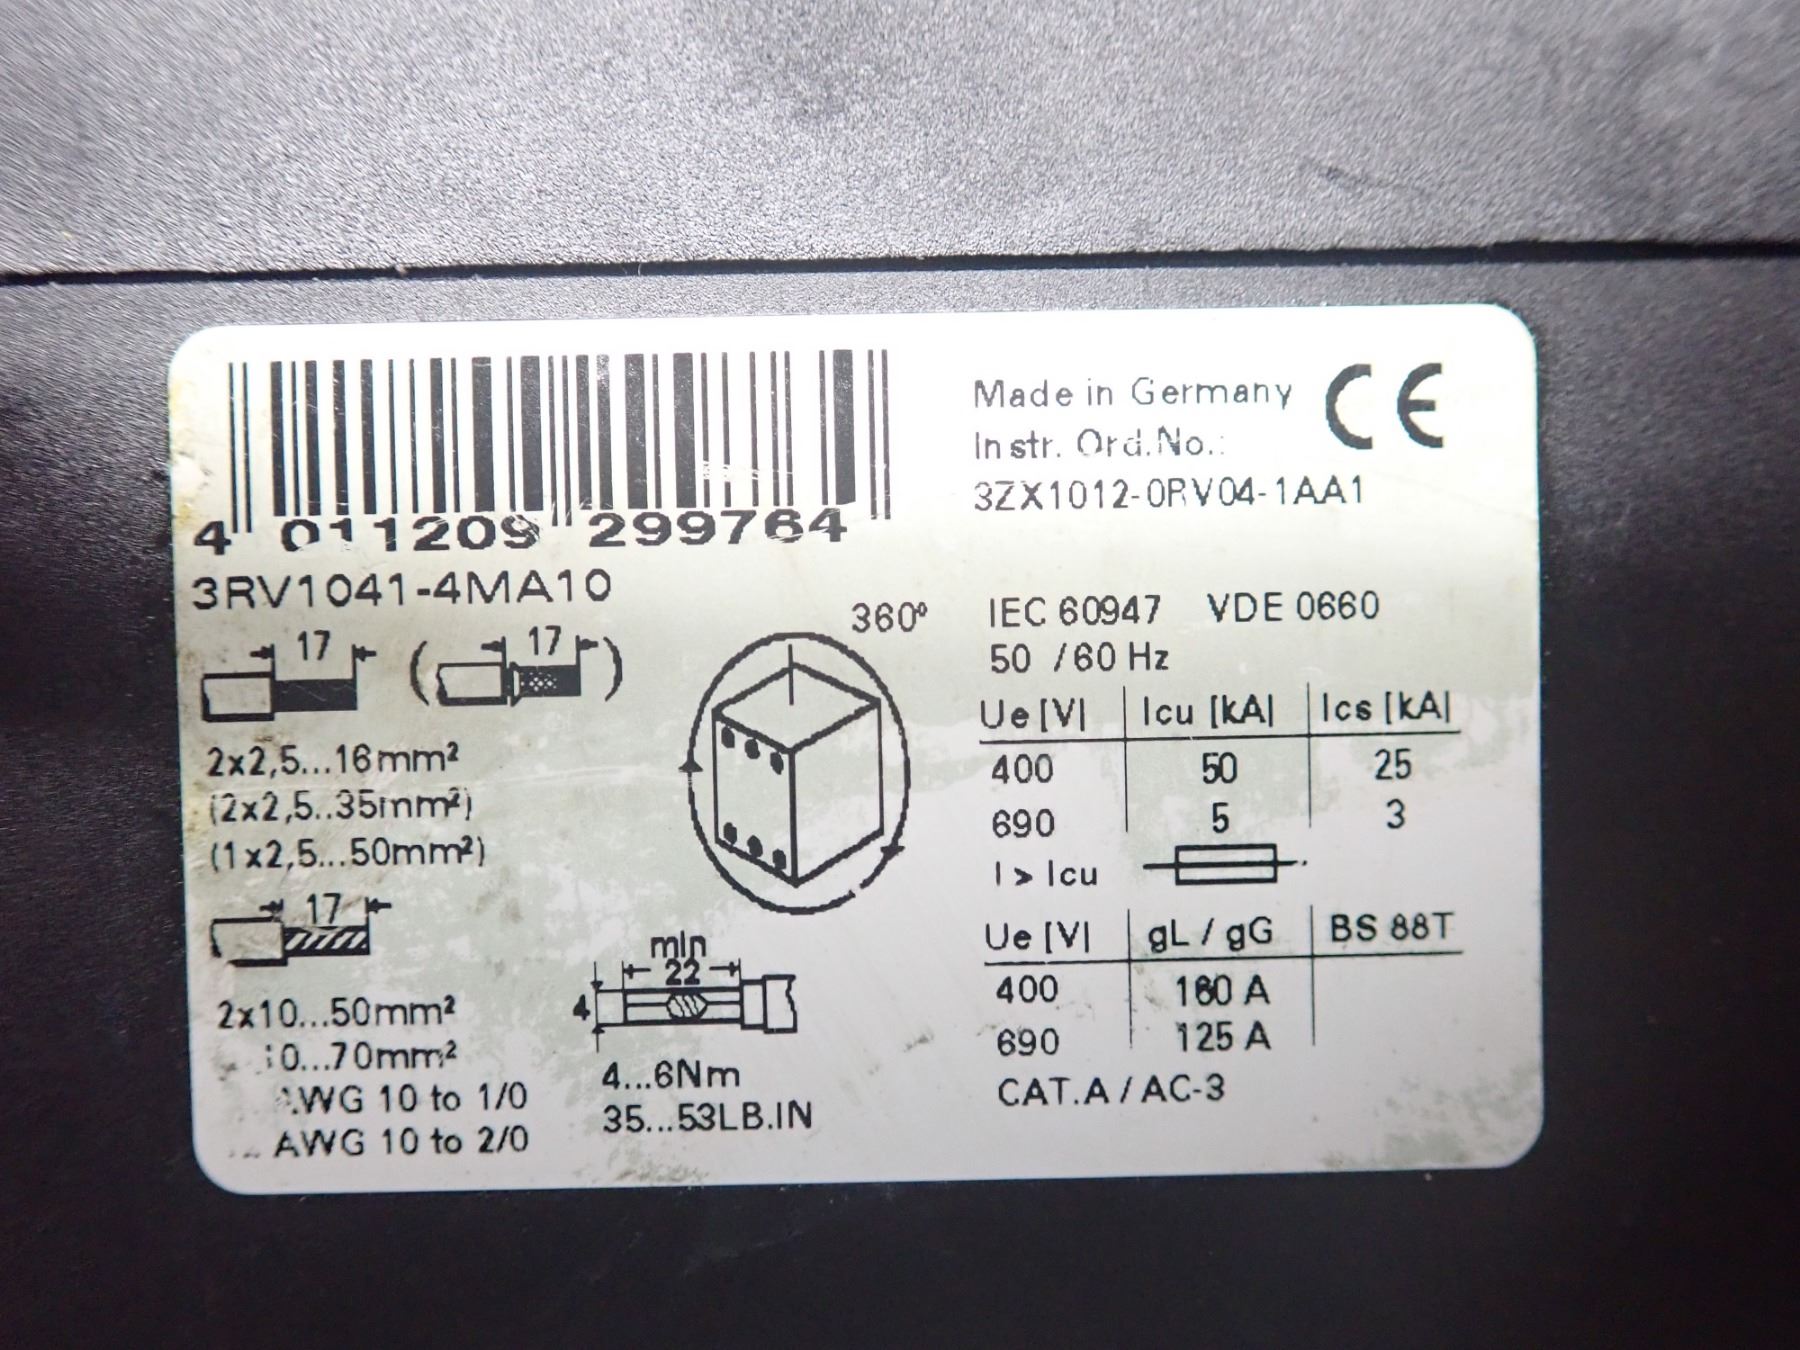 4 011209 299764
3RV1041-4MA10
Made in Germany CE
Instr. Ord.No.:
3ZX1012-0RV04-1AA1
17
(17)
2x2,5...16mm²
(2x2,5..35mm²)
(1x2,5...50mm²)
17
2x10...50mm²
10...70mm²
AWG 10 to 1/0
AWG 10 to 2/0
360°
min
22
4
4...6Nm
35...53LB.IN
IEC 60947 VDE 0660
50 /60 Hz
Ue [V] Icu [kA] Ics [kA]
400 50 25
690 5 3
I > Icu
Ue [V] gL / gG BS 88T
400 160 A
690 125 A
CAT.A / AC-3